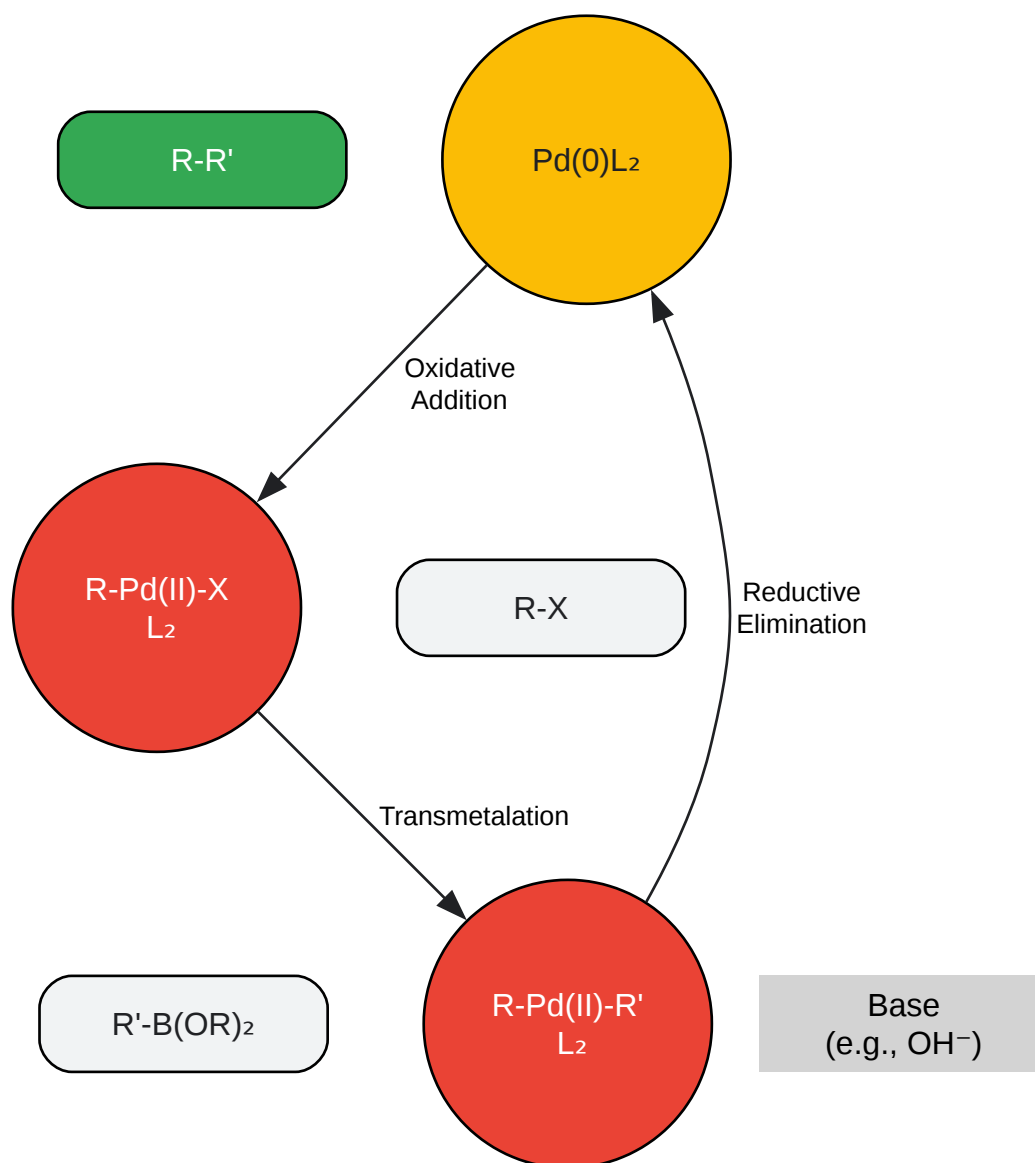 R-R'
Pd(0)L₂
Oxidative
Addition
R-Pd(II)-X
L₂
R-X
Reductive
Elimination
Transmetalation
R'-B(OR)₂
R-Pd(II)-R'
L₂
Base
(e.g., OH⁻)